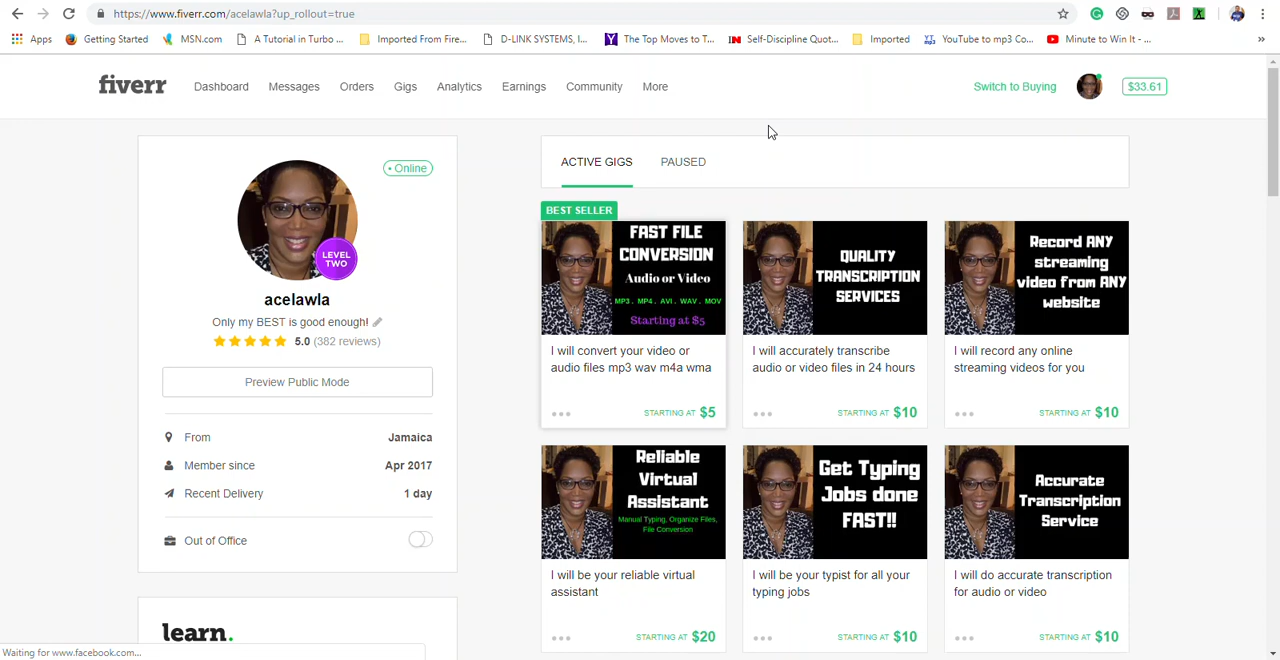 https://www.fiverr.com/acelawla?up_rollout=true
Apps
Getting Started
MSN.com
A Tutorial in Turbo ...
Imported From Fire...
D-LINK SYSTEMS, I...
The Top Moves to T...
Self-Discipline Quot...
Imported
YouTube to mp3 Co...
Minute to Win It - ...
»
fiverr
Dashboard
Messages
Orders
Gigs
Analytics
Earnings
Community
More
Switch to Buying
$33.61
• Online
LEVEL
TWO
acelawla
Only my BEST is good enough!
5.0 (382 reviews)
Preview Public Mode
From Jamaica
Member since Apr 2017
Recent Delivery 1 day
Out of Office
learn.
ACTIVE GIGS
PAUSED
BEST SELLER
FAST FILE
CONVERSION
Audio or Video
MP3 . MP4 . AVI . WAV . MOV
Starting at $5
I will convert your video or
audio files mp3 wav m4a wma
STARTING AT $5
QUALITY
TRANSCRIPTION
SERVICES
I will accurately transcribe
audio or video files in 24 hours
STARTING AT $10
Record ANY
streaming
video from ANY
website
I will record any online
streaming videos for you
STARTING AT $10
Reliable
Virtual
Assistant
Manual Typing, Organize Files,
File Conversion
I will be your reliable virtual
assistant
STARTING AT $20
Get Typing
Jobs done
FAST!!
I will be your typist for all your
typing jobs
STARTING AT $10
Accurate
Transcription
Service
I will do accurate transcription
for audio or video
STARTING AT $10
Waiting for www.facebook.com...